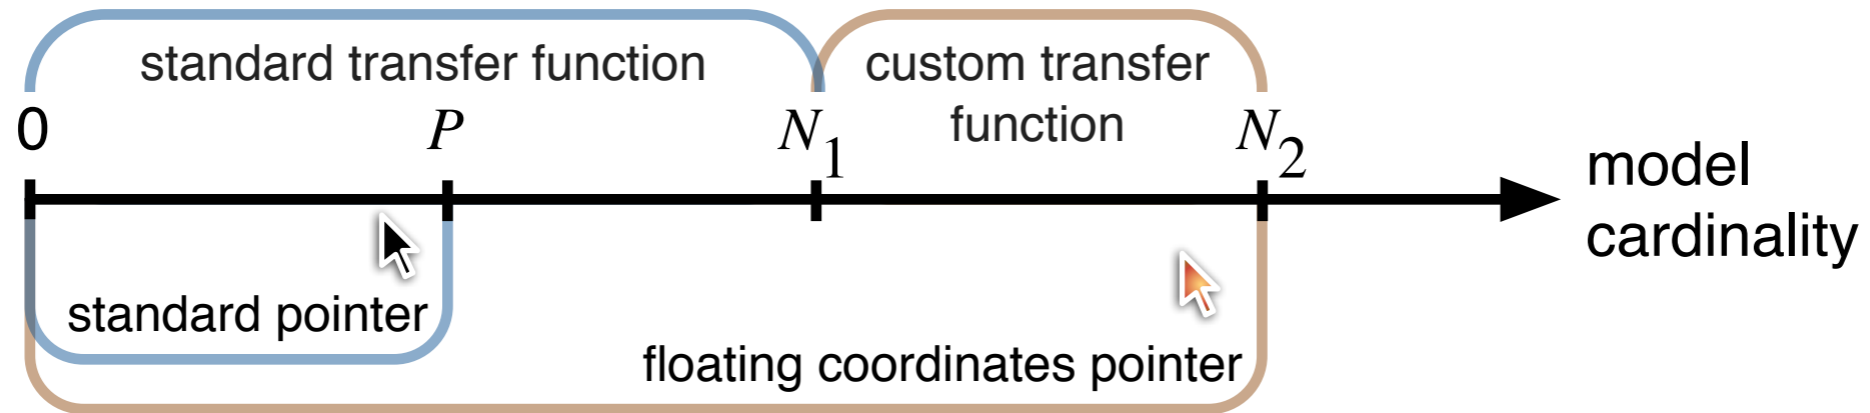 standard transfer function
custom transfer
function
0
P
N1
N2
model
cardinality
standard pointer
floating coordinates pointer